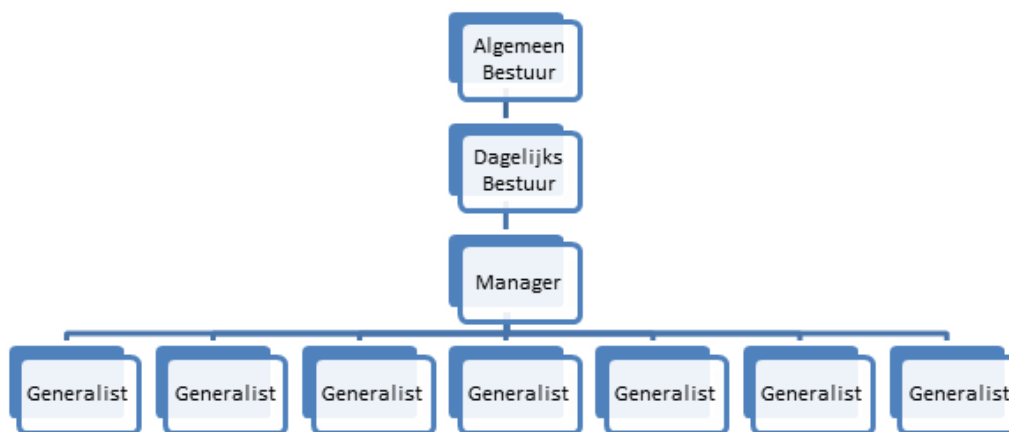 Algemeen
Bestuur
Dagelijks
Bestuur
Manager
Generalist
Generalist
Generalist
Generalist
Generalist
Generalist
Generalist